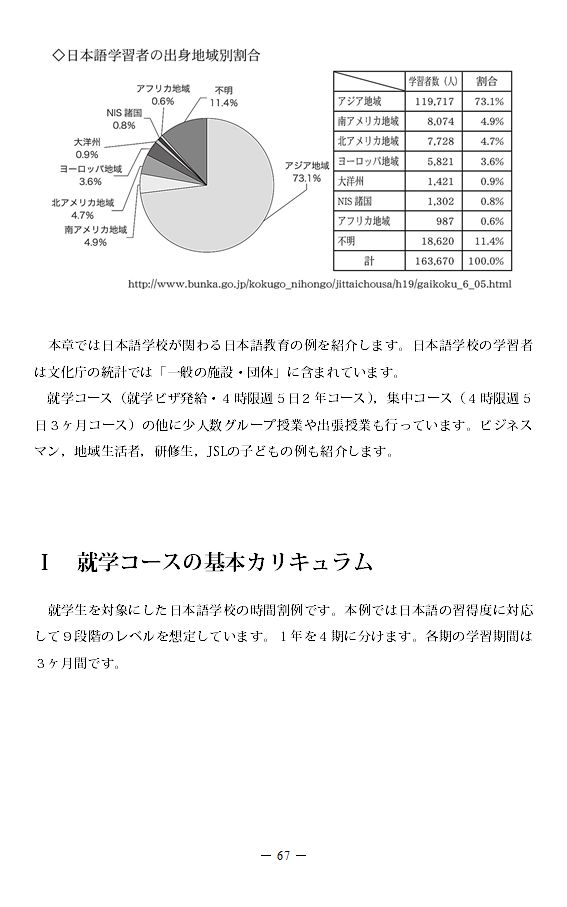 ◇日本語学習者の出身地域別割合
アフリカ地域
0.6%
不明
11.4%
NIS 諸国
0.8%
大洋州
0.9%
ヨーロッパ地域
3.6%
北アメリカ地域
4.7%
南アメリカ地域
4.9%
アジア地域
73.1%
学習者数（人） 割合
アジア地域 119,717 73.1%
南アメリカ地域 8,074 4.9%
北アメリカ地域 7,728 4.7%
ヨーロッパ地域 5,821 3.6%
大洋州 1,421 0.9%
NIS 諸国 1,302 0.8%
アフリカ地域 987 0.6%
不明 18,620 11.4%
計 163,670 100.0%
http://www.bunka.go.jp/kokugo_nihongo/jittaichousa/h19/gaikoku_6_05.html
本章では日本語学校が関わる日本語教育の例を紹介します。日本語学校の学習者
は文化庁の統計では「一般の施設・団体」に含まれています。
就学コース（就学ビザ発給・４時限週５日２年コース），集中コース（４時限週５
日３ヶ月コース）の他に少人数グループ授業や出張授業も行っています。ビジネス
マン，地域生活者，研修生，JSLの子どもの例も紹介します。
Ⅰ　就学コースの基本カリキュラム
就学生を対象にした日本語学校の時間割例です。本例では日本語の習得度に対応
して９段階のレベルを想定しています。１年を４期に分けます。各期の学習期間は
３ヶ月間です。
― 67 ―